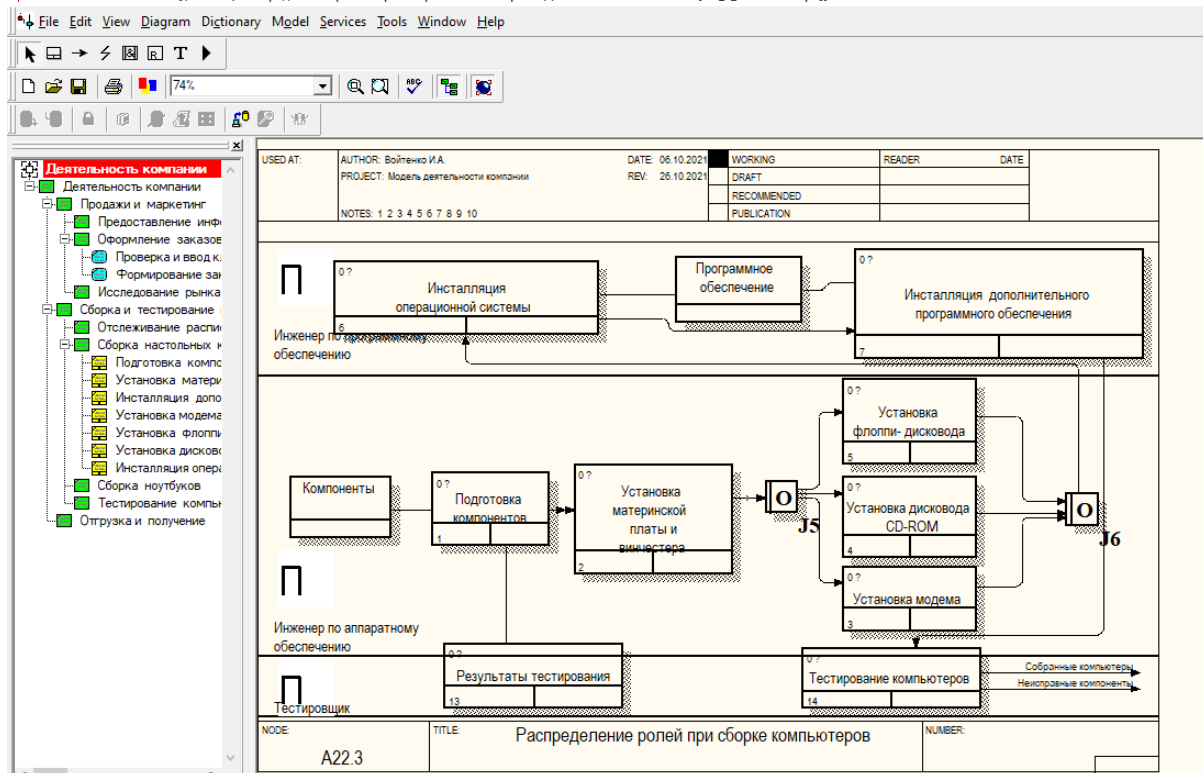 File Edit View Diagram Dictionary Model Services Tools Window Help
74%
Деятельность компании
Деятельность компании
Продажи и маркетинг
Предоставление инфо
Оформление заказов
Проверка и ввод к
Формирование за
Исследование рынка
Сборка и тестирование
Отслеживание распи
Сборка настольных к
Подготовка компо
Установка матери
Инсталляция допо
Установка модема
Установка флоппи
Установка дисково
Инсталляция опера
Сборка ноутбуков
Тестирование компью
Отгрузка и получение
USED AT:
AUTHOR: Войтенко И.А.
DATE: 06.10.2021
WORKING
READER
DATE
PROJECT: Модель деятельности компании
REV: 26.10.2021
DRAFT
RECOMMENDED
NOTES: 1 2 3 4 5 6 7 8 9 10
PUBLICATION
П
Инженер по программному
обеспечению
0 ?
Инсталляция
операционной системы
6
Программное
обеспечение
0 ?
Инсталляция дополнительного
программного обеспечения
7
Компоненты
0 ?
Подготовка
компонентов
1
0 ?
Установка
материнской
платы и
винчестера
2
O
J5
0 ?
Установка
флоппи- дисковода
5
0 ?
Установка дисковода
CD-ROM
4
0 ?
Установка модема
3
O
J6
П
Инженер по аппаратному
обеспечению
П
Тестировщик
0 ?
Результаты тестирования
13
0 ?
Тестирование компьютеров
14
Собранные компьютеры
Неисправные компоненты
NODE:
A22.3
TITLE:
Распределение ролей при сборке компьютеров
NUMBER: